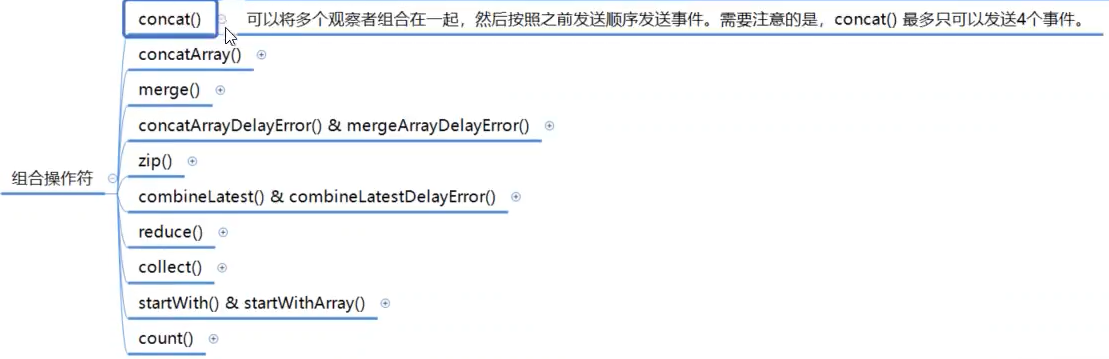 concat()
可以将多个观察者组合在一起，然后按照之前发送顺序发送事件。需要注意的是，concat() 最多只可以发送4个事件。
concatArray()
merge()
concatArrayDelayError() & mergeArrayDelayError()
zip()
组合操作符
combineLatest() & combineLatestDelayError()
reduce()
collect()
startWith() & startWithArray()
count()